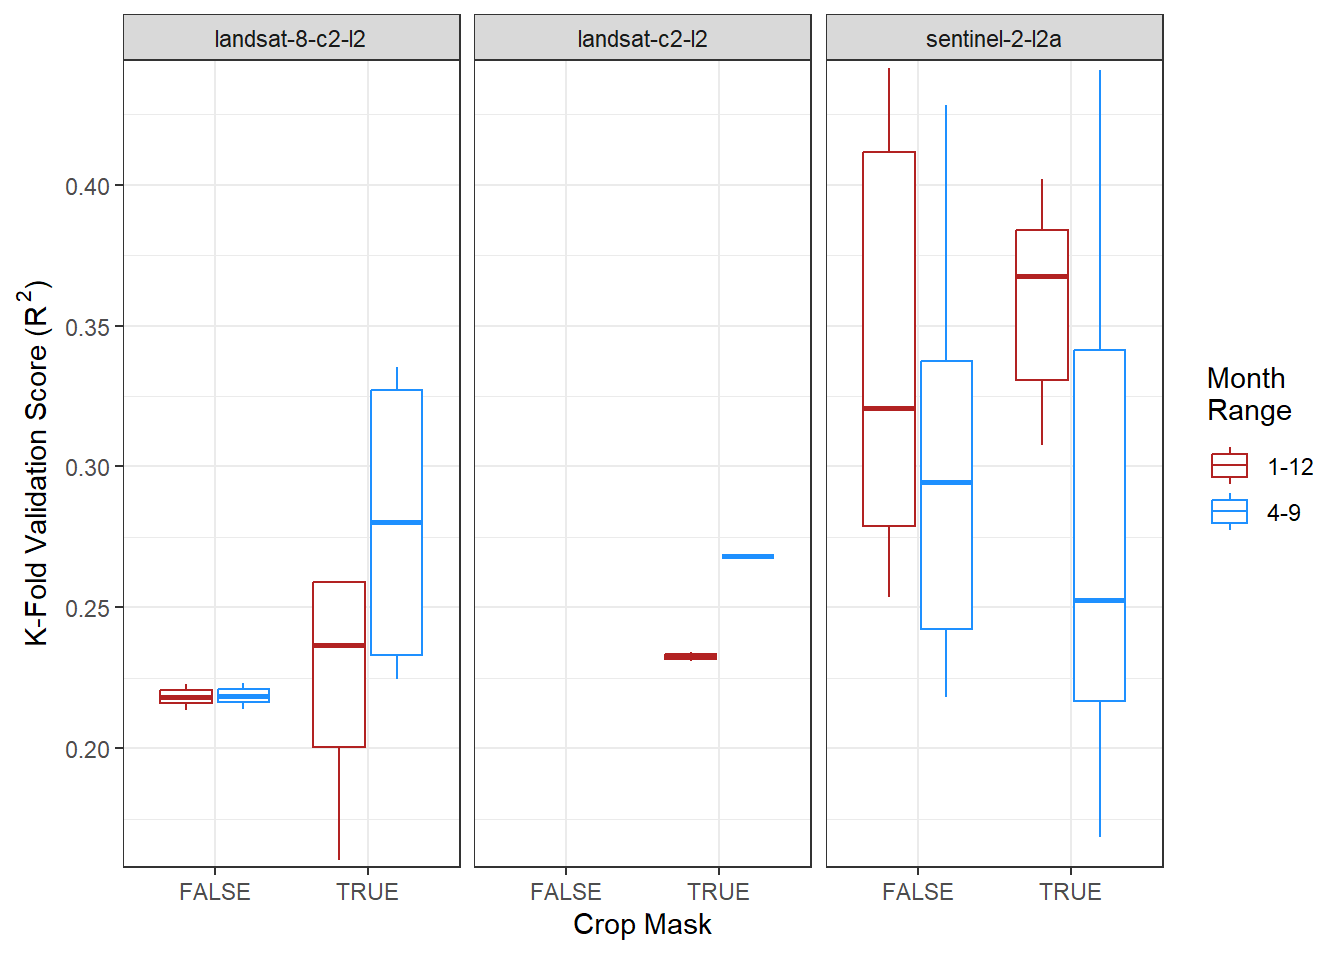 landsat-8-c2-l2
landsat-c2-l2
sentinel-2-l2a
K-Fold Validation Score (R²)
0.40
0.35
0.30
0.25
0.20
FALSE
TRUE
FALSE
TRUE
FALSE
TRUE
Crop Mask
Month
Range
1-12
4-9